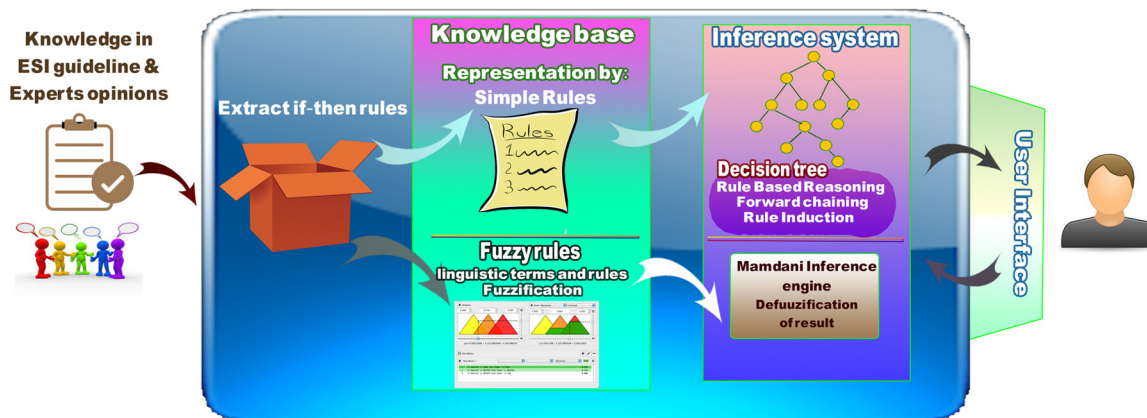 Knowledge in
ESI guideline &
Experts opinions
Extract if-then rules
Knowledge base
Representation by:
Simple Rules
Rules
1
2
3
Fuzzy rules
linguistic terms and rules
Fuzzification
Inference system
Decision tree
Rule Based Reasoning
Forward chaining
Rule Induction
Mamdani Inference
engine
Defuuzification
of result
User Interface